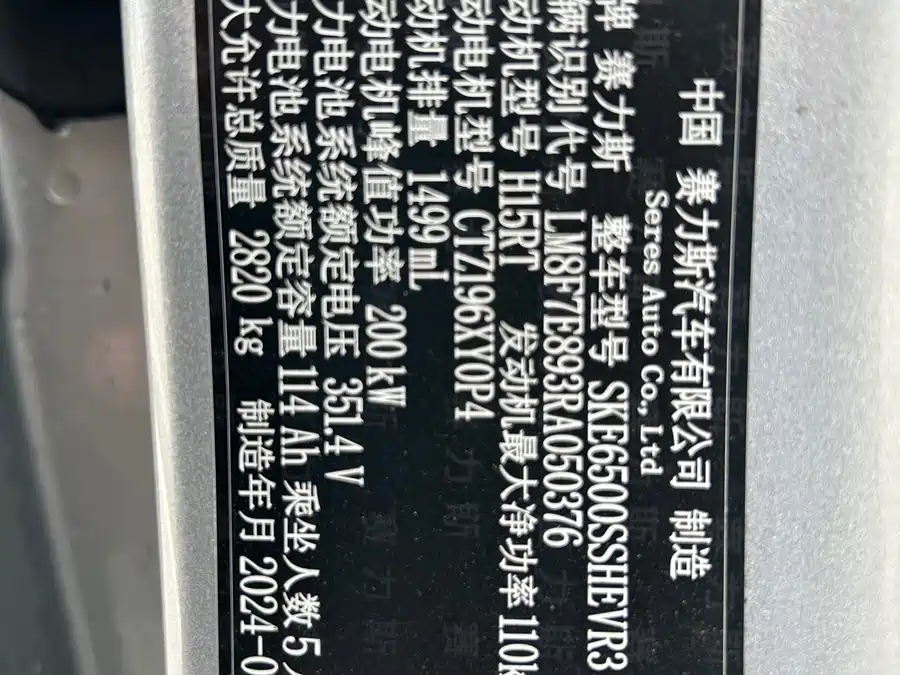 中国 赛力斯汽车有限公司 制造
Seres Auto Co., Ltd
牌 赛力斯 整车型号 SKE6500SSHEVR3
辆识别代号 LM8F7E893RA050376
动机型号 H15RT 发动机最大净功率 110k
动电机型号 CTZ196XY0P4
动机排量 1499 mL
动电机峰值功率 200 kW
力电池系统额定电压 351.4 V
力电池系统额定容量 114 Ah 乘坐人数 5 人
大允许总质量 2820 kg 制造年月 2024-0